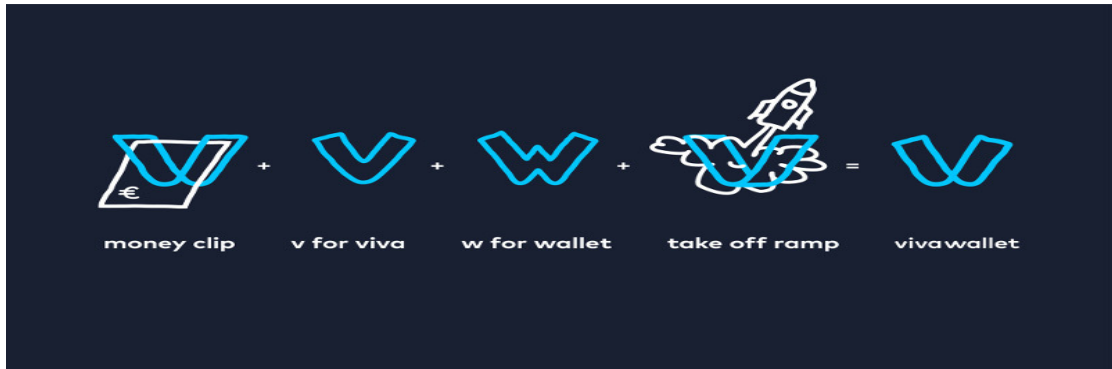 €
+ + + =
money clip v for viva w for wallet take off ramp vivawallet